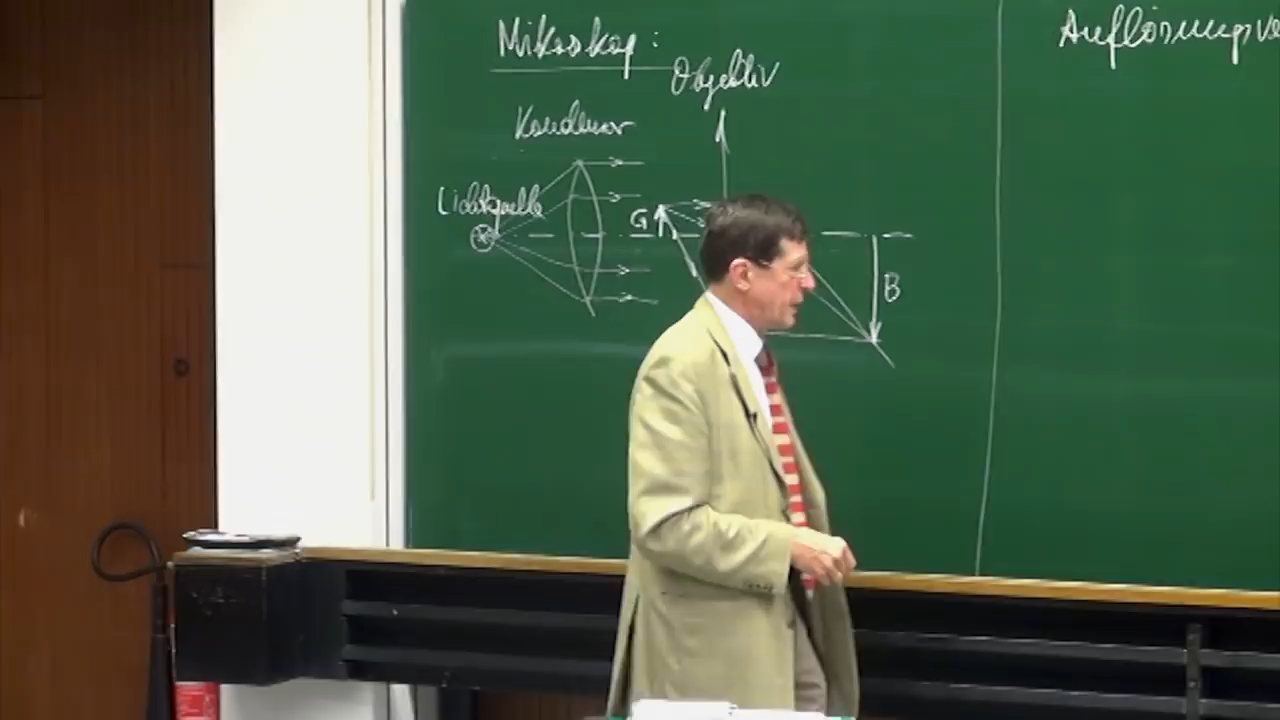 Mikroskop:
Objektiv
Kondensor
Lichtquelle
G
B
Auflösungsve